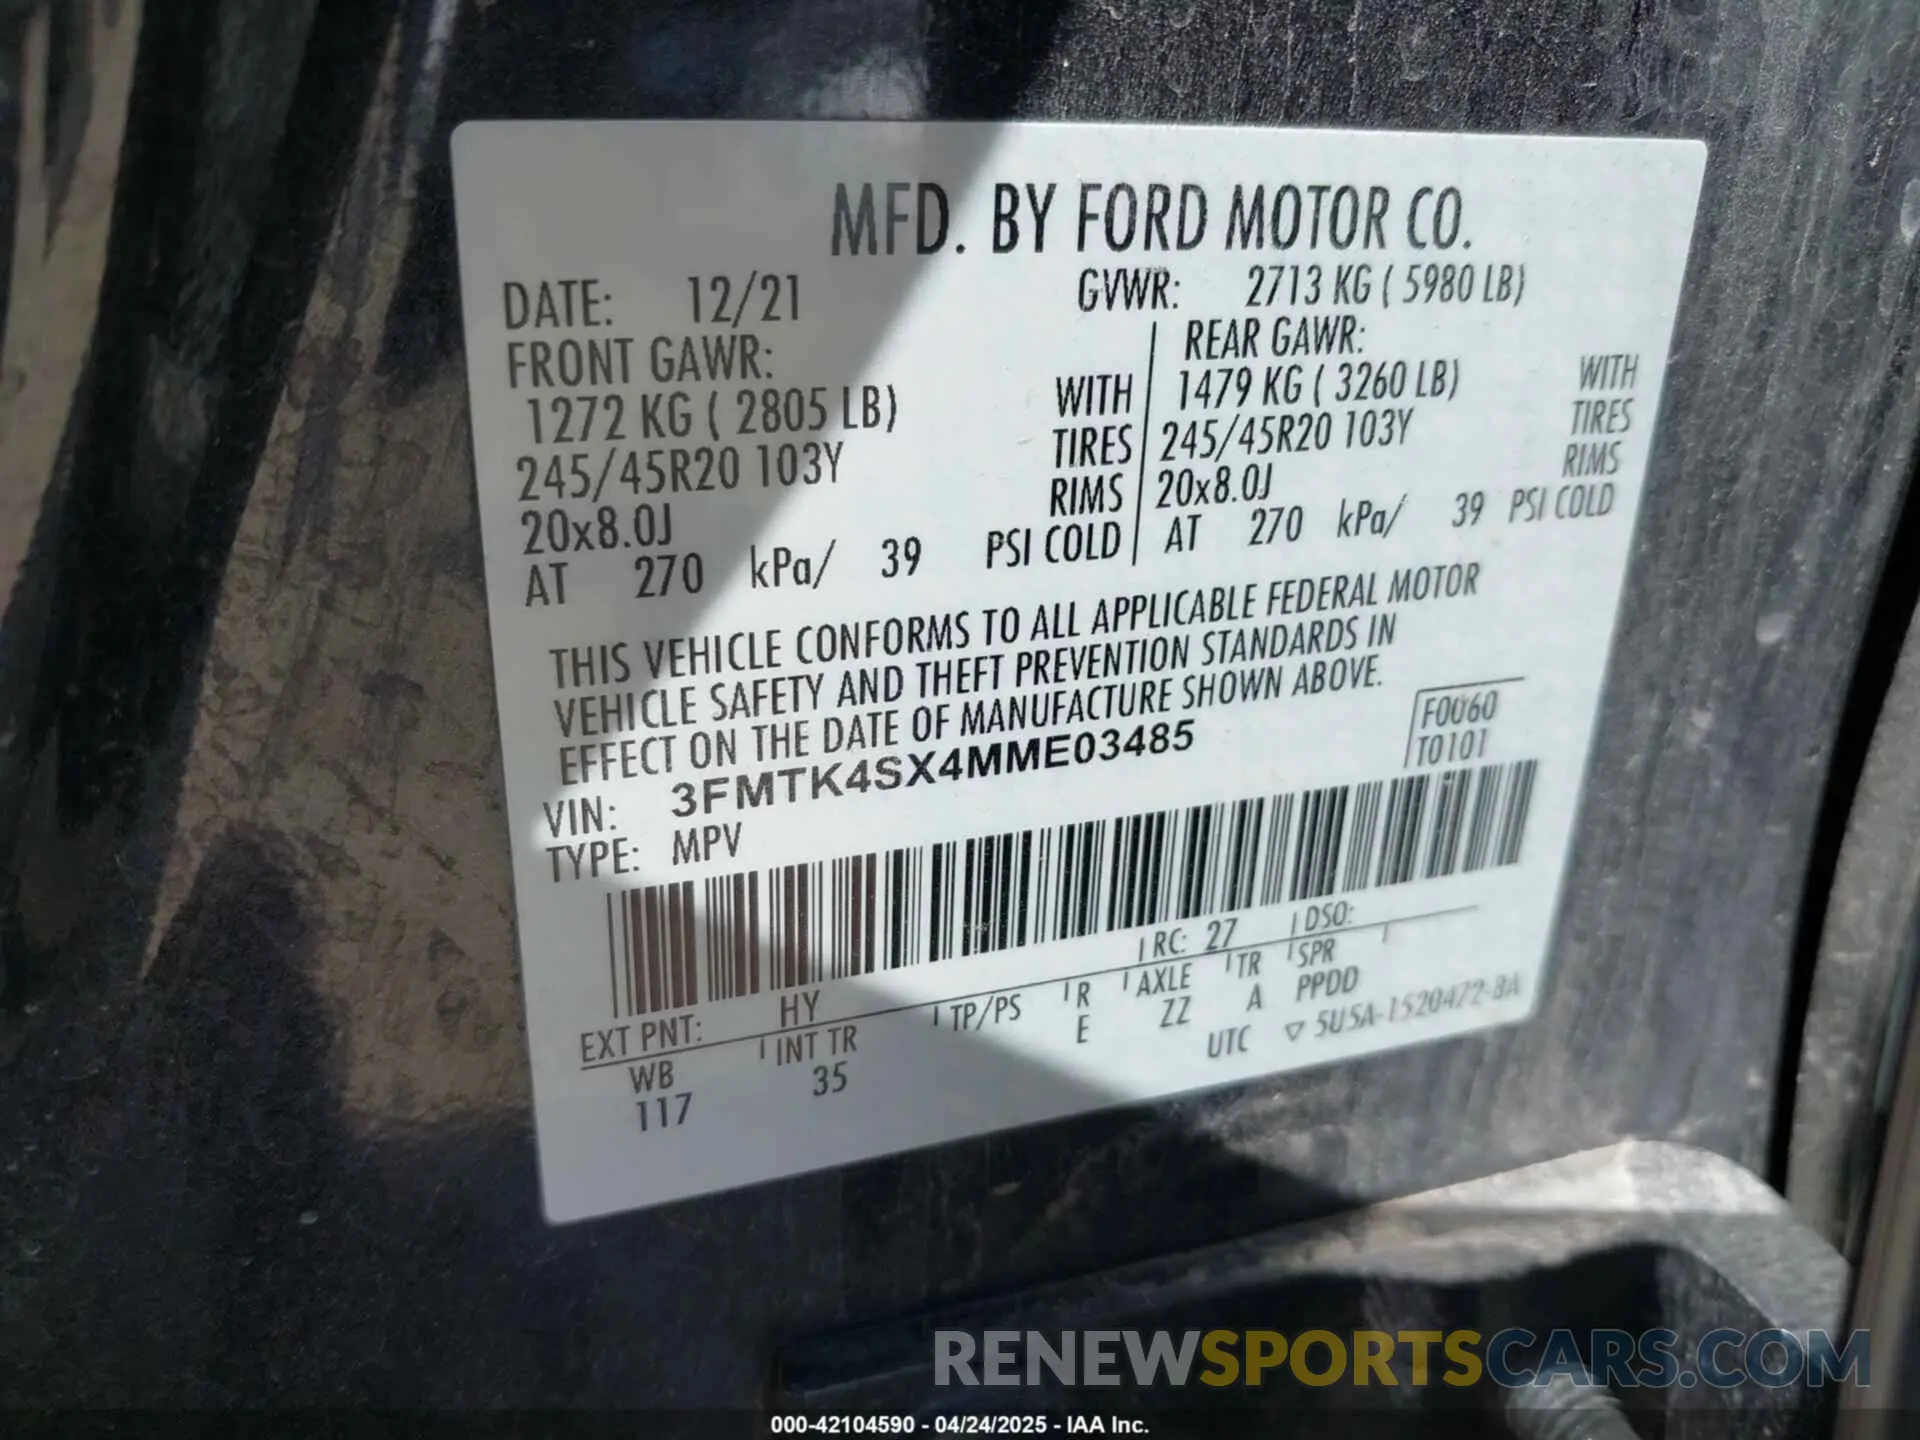 MFD. BY FORD MOTOR CO.
DATE: 12/21 GVWR: 2713 KG ( 5980 LB)
FRONT GAWR: REAR GAWR:
1272 KG ( 2805 LB) WITH 1479 KG ( 3260 LB) WITH
245/45R20 103Y TIRES 245/45R20 103Y TIRES
20x8.0J RIMS 20x8.0J RIMS
AT 270 kPa/ 39 PSI COLD AT 270 kPa/ 39 PSI COLD
THIS VEHICLE CONFORMS TO ALL APPLICABLE FEDERAL MOTOR
VEHICLE SAFETY AND THEFT PREVENTION STANDARDS IN
EFFECT ON THE DATE OF MANUFACTURE SHOWN ABOVE.
VIN: 3FMTK4SX4MME03485 F0060
TYPE: MPV T0101
EXT PNT: HY RC: 27 DSO:
WB INT TR TP/PS R AXLE TR SPR
117 35 E ZZ A PPDD
UTC ▽ 5U5A-1520472-BA
RENEWSPORTSCARS.COM
000-42104590 - 04/24/2025 - IAA Inc.